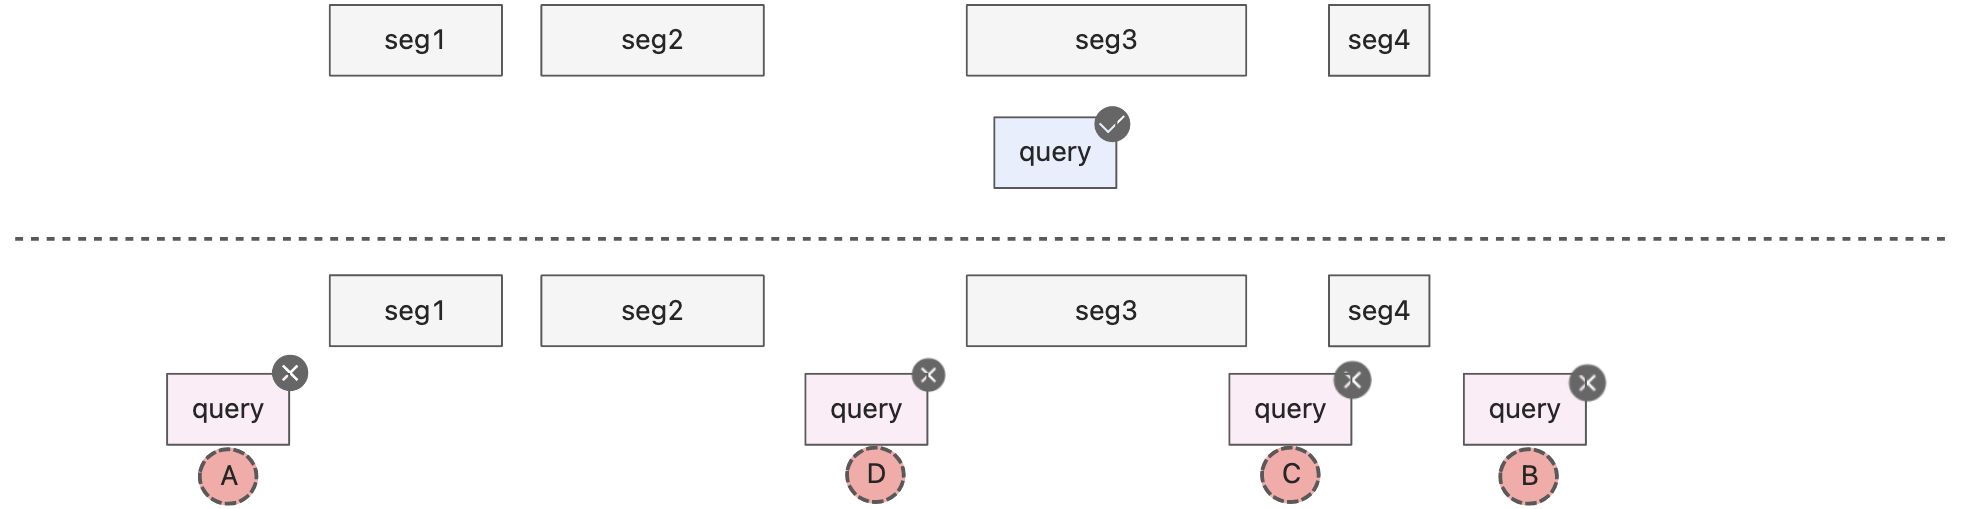 seg1 seg2 seg3 seg4
query
seg1 seg2 seg3 seg4
query query query query
A D C B